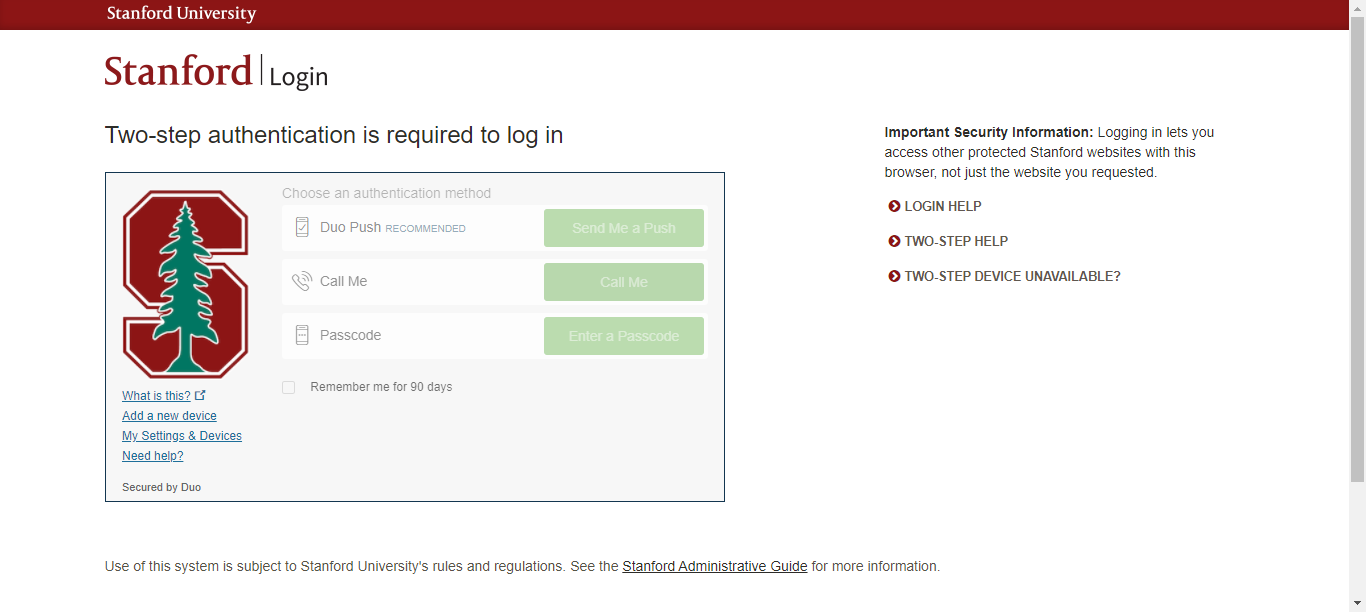 Stanford University
Stanford | Login
Two-step authentication is required to log in
Choose an authentication method
Duo Push RECOMMENDED Send Me a Push
Call Me Call Me
Passcode Enter a Passcode
Remember me for 90 days
What is this?
Add a new device
My Settings & Devices
Need help?
Secured by Duo
Important Security Information: Logging in lets you
access other protected Stanford websites with this
browser, not just the website you requested.
LOGIN HELP
TWO-STEP HELP
TWO-STEP DEVICE UNAVAILABLE?
Use of this system is subject to Stanford University's rules and regulations. See the Stanford Administrative Guide for more information.